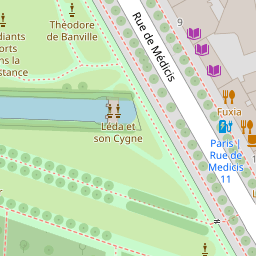 Théodore
de Banville
diants
orts
ns la
stance
Rue de Médicis
9
Léda et
son Cygne
Fuxia
Paris |
Rue de
Medicis
11